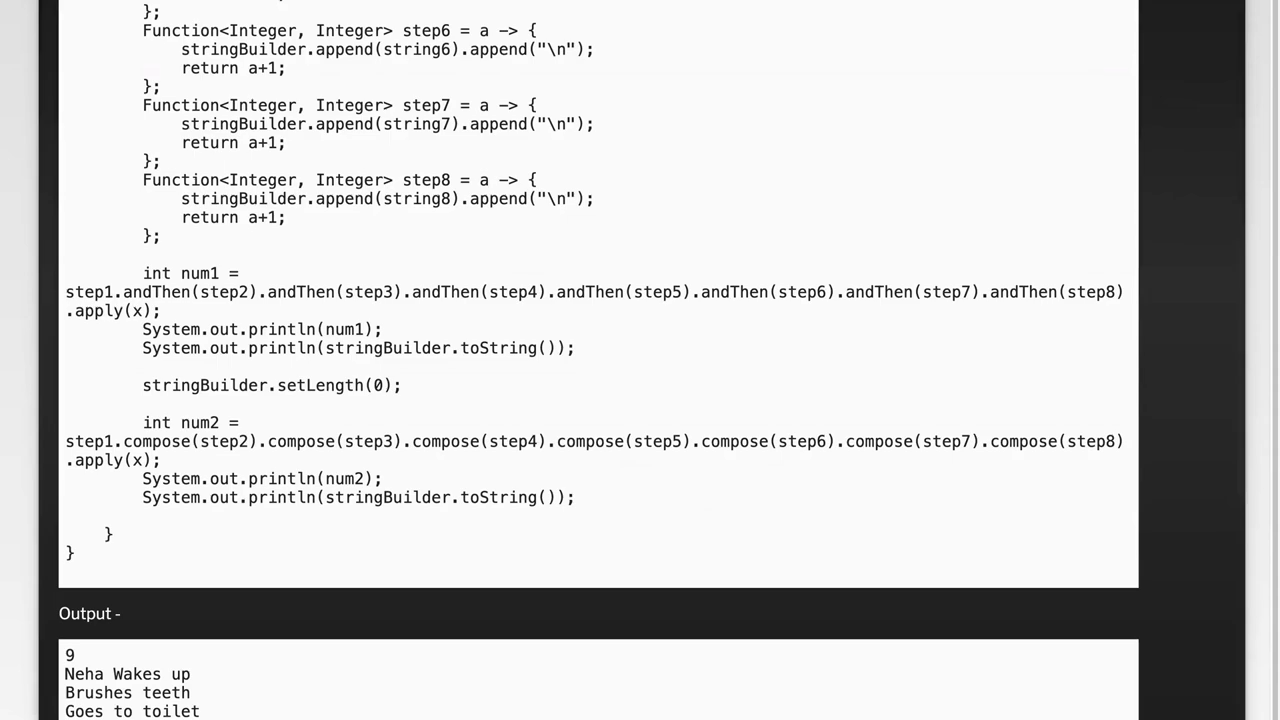 };
Function<Integer, Integer> step6 = a -> {
stringBuilder.append(string6).append("\n");
return a+1;
};
Function<Integer, Integer> step7 = a -> {
stringBuilder.append(string7).append("\n");
return a+1;
};
Function<Integer, Integer> step8 = a -> {
stringBuilder.append(string8).append("\n");
return a+1;
};
int num1 =
step1.andThen(step2).andThen(step3).andThen(step4).andThen(step5).andThen(step6).andThen(step7).andThen(step8)
.apply(x);
System.out.println(num1);
System.out.println(stringBuilder.toString());
stringBuilder.setLength(0);
int num2 =
step1.compose(step2).compose(step3).compose(step4).compose(step5).compose(step6).compose(step7).compose(step8)
.apply(x);
System.out.println(num2);
System.out.println(stringBuilder.toString());
}
}
Output -
9
Neha Wakes up
Brushes teeth
Goes to toilet